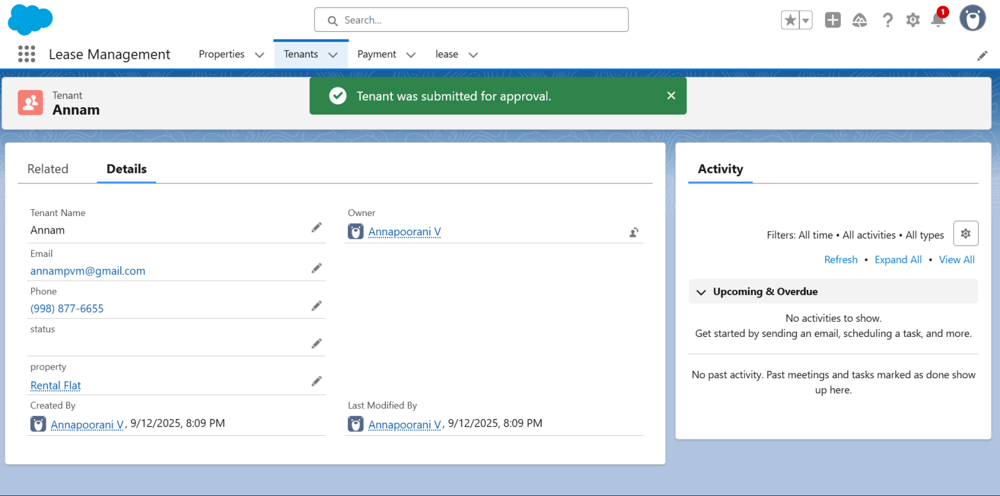 Search...
1
Lease Management
Properties
Tenants
Payment
lease
Tenant
Annam
Tenant was submitted for approval.
Related
Details
Tenant Name
Annam
Owner
Annapoorani V
Email
annampvm@gmail.com
Phone
(998) 877-6655
status
property
Rental Flat
Created By
Annapoorani V, 9/12/2025, 8:09 PM
Last Modified By
Annapoorani V, 9/12/2025, 8:09 PM
Activity
Filters: All time • All activities • All types
Refresh • Expand All • View All
Upcoming & Overdue
No activities to show.
Get started by sending an email, scheduling a task, and more.
No past activity. Past meetings and tasks marked as done show
up here.